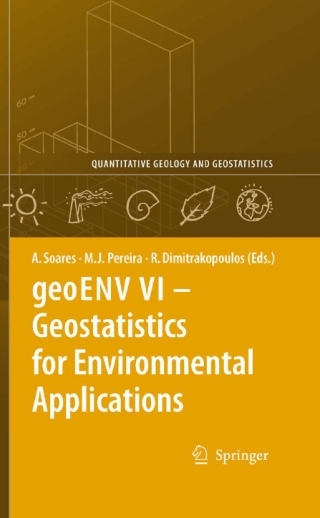 60
50
QUANTITATIVE GEOLOGY AND GEOSTATISTICS
A. Soares · M.J. Pereira · R. Dimitrakopoulos (Eds.)
geoENV VI –
Geostatistics
for Environmental
Applications
Springer